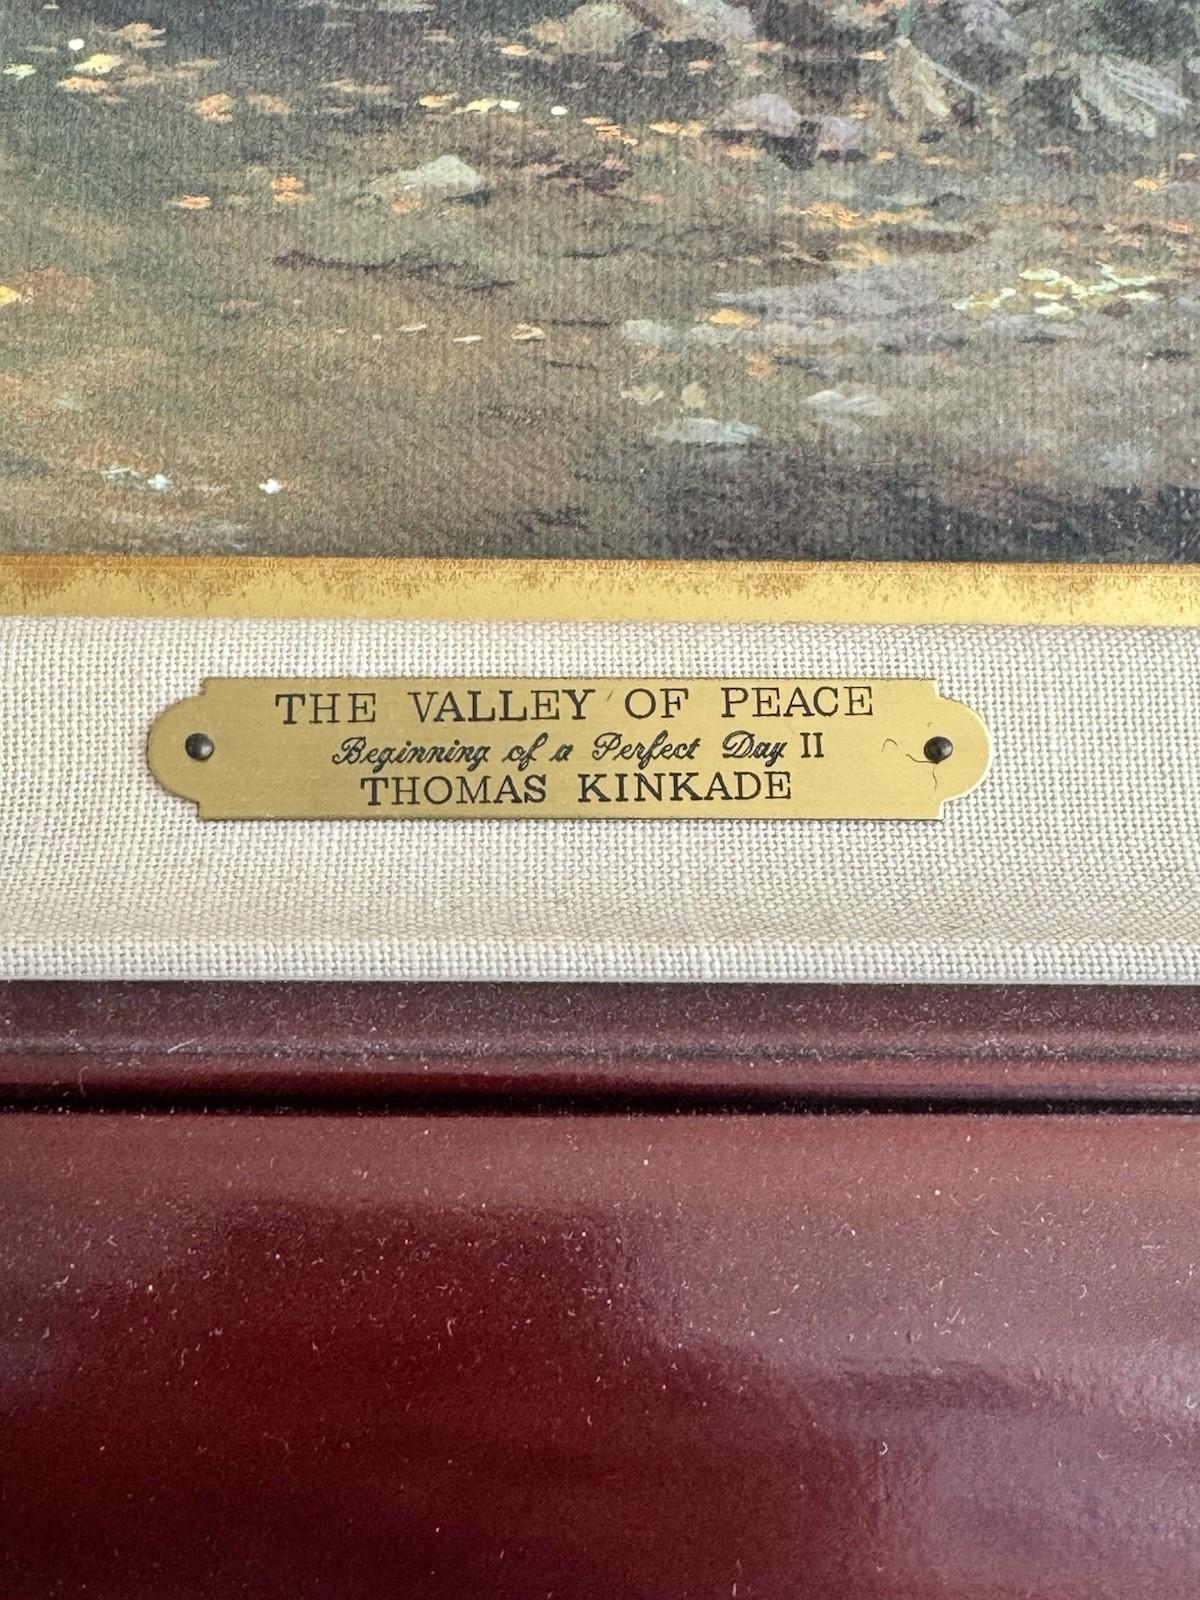 THE VALLEY OF PEACE
Beginning of a Perfect Day II
THOMAS KINKADE